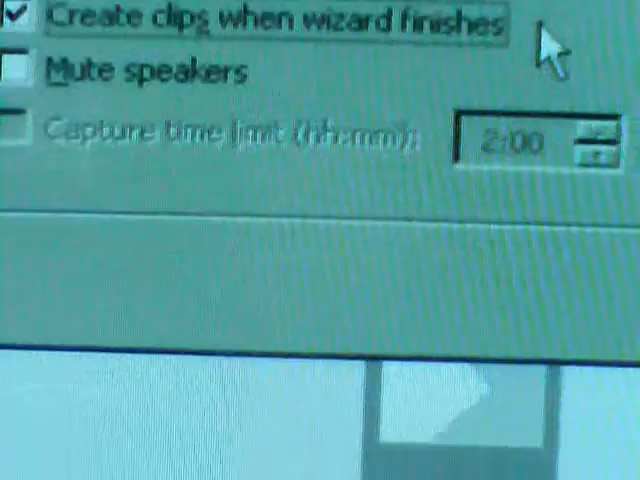 Create clips when wizard finishes
Mute speakers
Capture time limit (hh:mm): 2:00